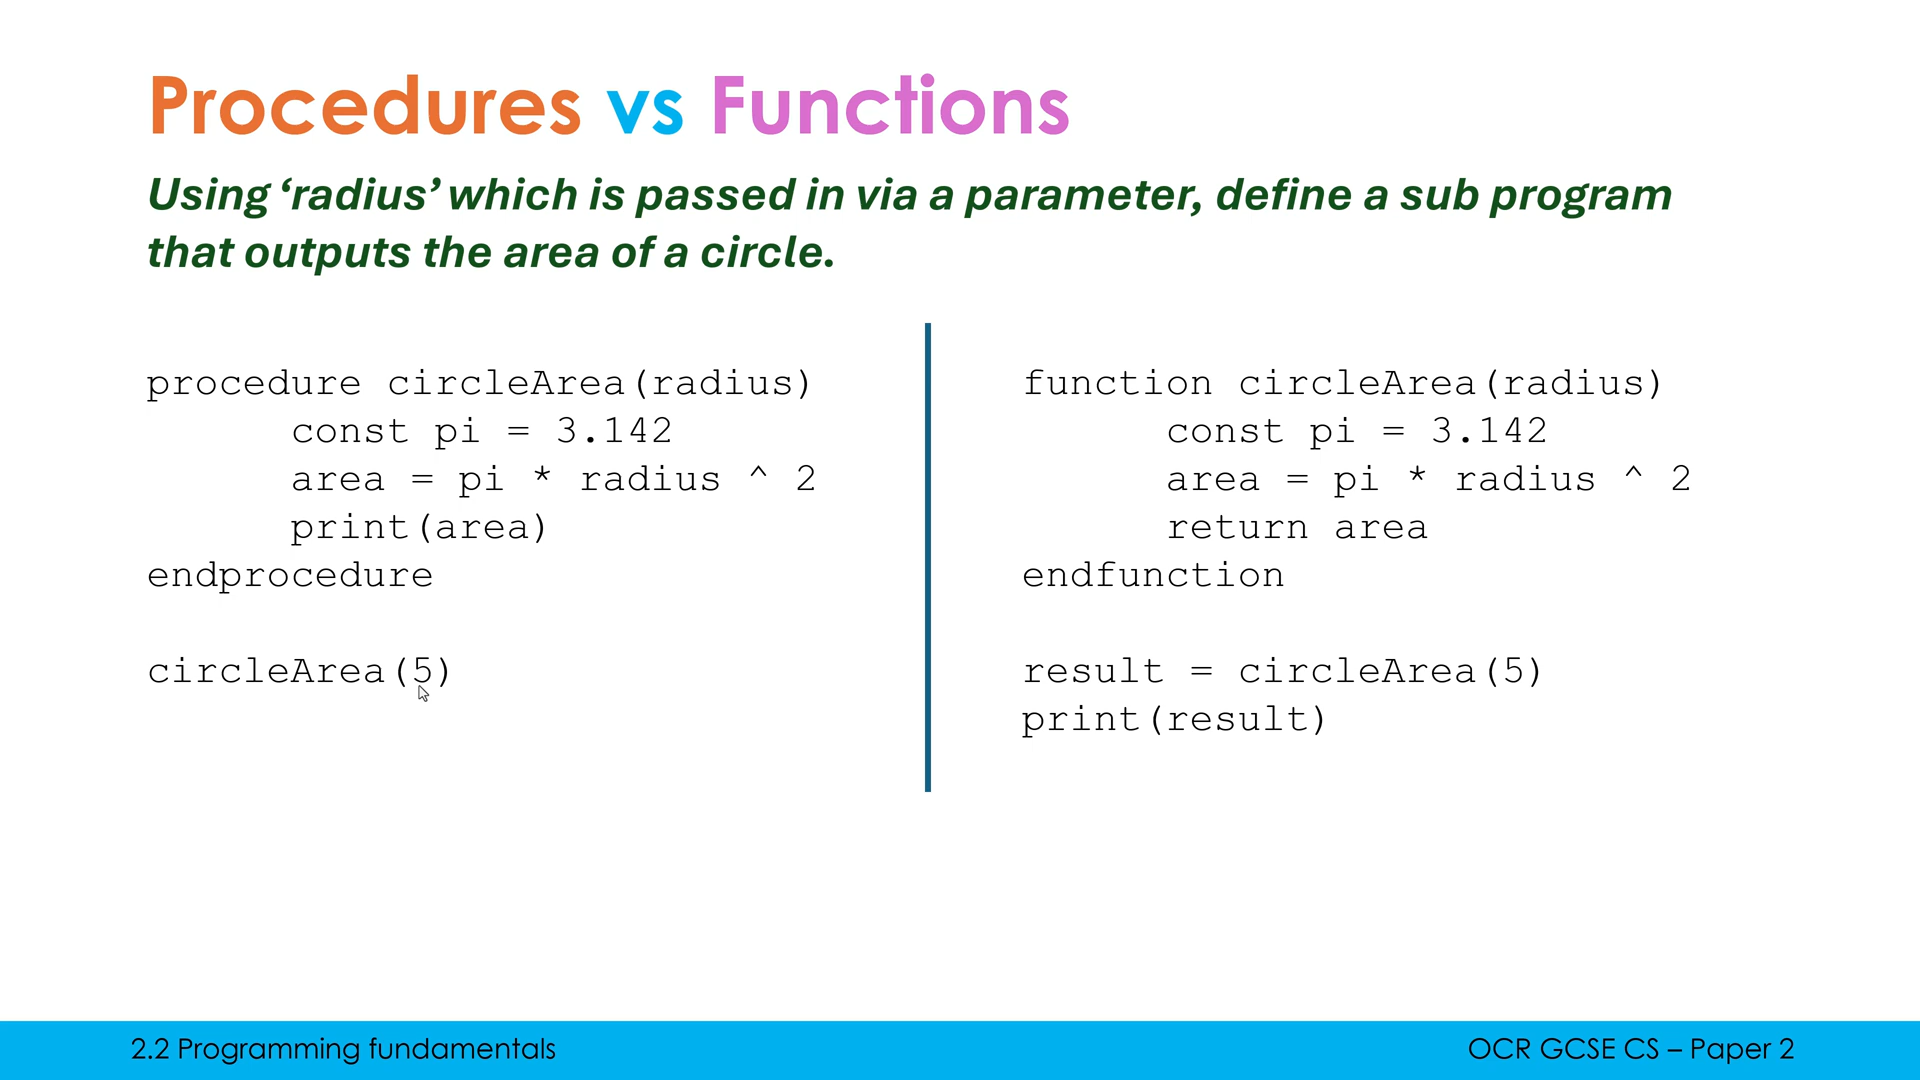 Procedures vs Functions
Using ‘radius’ which is passed in via a parameter, define a sub program
that outputs the area of a circle.
procedure circleArea(radius)
const pi = 3.142
area = pi * radius ^ 2
print(area)
endprocedure
circleArea(5)
function circleArea(radius)
const pi = 3.142
area = pi * radius ^ 2
return area
endfunction
result = circleArea(5)
print(result)
2.2 Programming fundamentals
OCR GCSE CS – Paper 2